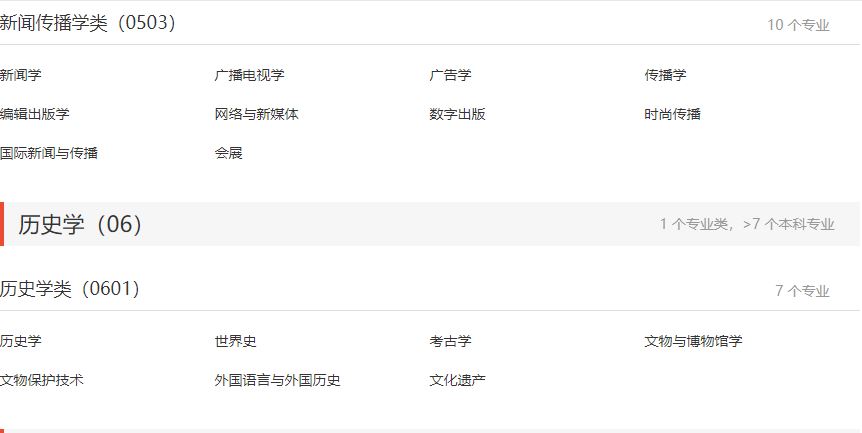 新闻传播学类（0503） 10 个专业
新闻学 广播电视学 广告学 传播学
编辑出版学 网络与新媒体 数字出版 时尚传播
国际新闻与传播 会展
历史学（06） 1 个专业类，>7 个本科专业
历史学类（0601） 7 个专业
历史学 世界史 考古学 文物与博物馆学
文物保护技术 外国语言与外国历史 文化遗产